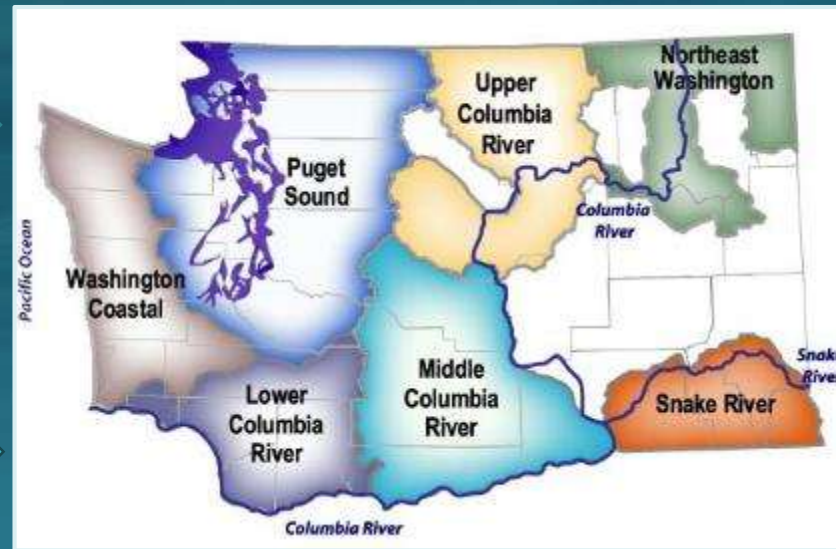 Northeast
Washington
Upper
Columbia
River
Puget
Sound
Columbia
River
Pacific Ocean
Washington
Coastal
Middle
Columbia
River
Lower
Columbia
River
Snake
River
Snake River
Columbia River